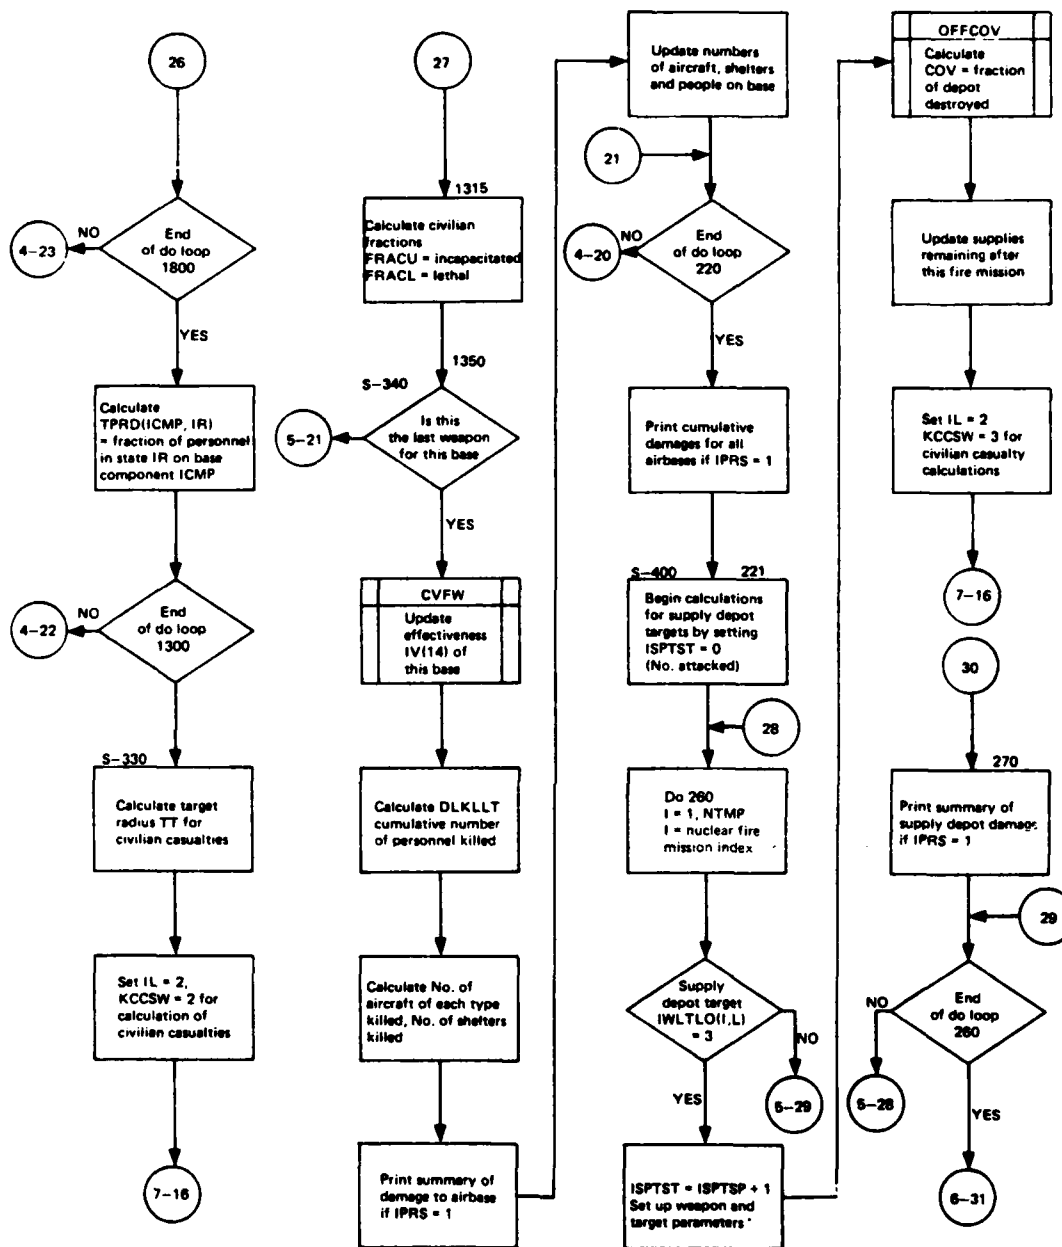 26
End
of do loop
1800
NO
4-23
YES
Calculate
TPRD(ICMP, IR)
= fraction of personnel
in state IR on base
component ICMP
End
of do loop
1300
NO
4-22
S-330
Calculate target
radius TT for
civilian casualties
Set IL = 2,
KCCSW = 2 for
calculation of
civilian casualties
7-16
27
1315
Calculate civilian
fractions
FRACU = incapacitated
FRACL = lethal
1350
S-340
Is this
the last weapon
for this base
5-21
YES
CVFW
Update
effectiveness
IV(14) of
this base
Calculate DLKLLT
cumulative number
of personnel killed
Calculate No. of
aircraft of each type
killed, No. of shelters
killed
Print summary of
damage to airbase
if IPRS = 1
Update numbers
of aircraft, shelters
and people on base
21
End
of do loop
220
NO
4-20
YES
Print cumulative
damages for all
airbases if IPRS = 1
S-400
221
Begin calculations
for supply depot
targets by setting
ISPTST = 0
(No. attacked)
28
Do 260
I = 1, NTMP
I = nuclear fire
mission index
Supply
depot target
IWLTLO(I,L)
= 3
NO
5-29
YES
ISPTST = ISPTSP + 1
Set up weapon and
target parameters
OFFCOV
Calculate
COV = fraction
of depot
destroyed
Update supplies
remaining after
this fire mission
Set IL = 2
KCCSW = 3 for
civilian casualty
calculations
7-16
30
270
Print summary of
supply depot damage
if IPRS = 1
29
End
of do loop
260
NO
5-28
YES
6-31